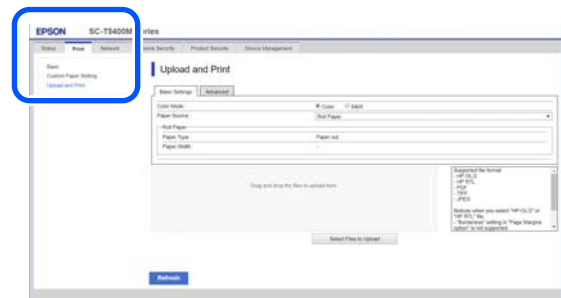 EPSON SC-T5400M Series
Status Print Network Network Security Product Security Device Management
Basic
Custom Paper Setting
Upload and Print
Upload and Print
Basic Settings Advanced
Color Mode : Color B&W
Paper Source : Roll Paper
Roll Paper
Paper Type : Paper out
Paper Width : -
Drag and drop the files to upload here.
Supported file format
- HP-GL/2
- HP RTL
- PDF
- TIFF
- JPEG
Notices when you select "HP-GL/2" or
"HP RTL" file.
- "Borderless" setting in "Page Margins
option" is not supported.
Select Files to Upload
Refresh